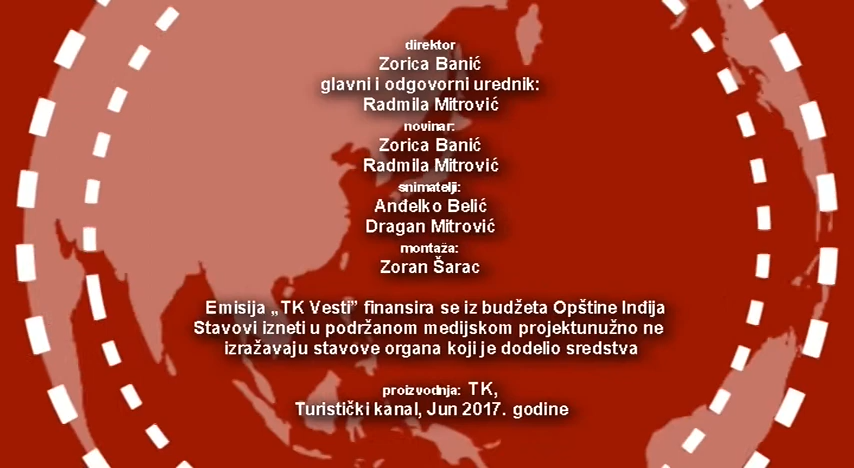 direktor
Zorica Banić
glavni i odgovorni urednik:
Radmila Mitrović
novinar:
Zorica Banić
Radmila Mitrović
snimatelji:
Anđelko Belić
Dragan Mitrović
montaža:
Zoran Šarac
Emisija „TK Vesti” finansira se iz budžeta Opštine Inđija
Stavovi izneti u podržanom medijskom projektunužno ne
izražavaju stavove organa koji je dodelio sredstva
proizvodnja: TK,
Turistički kanal, Jun 2017. godine